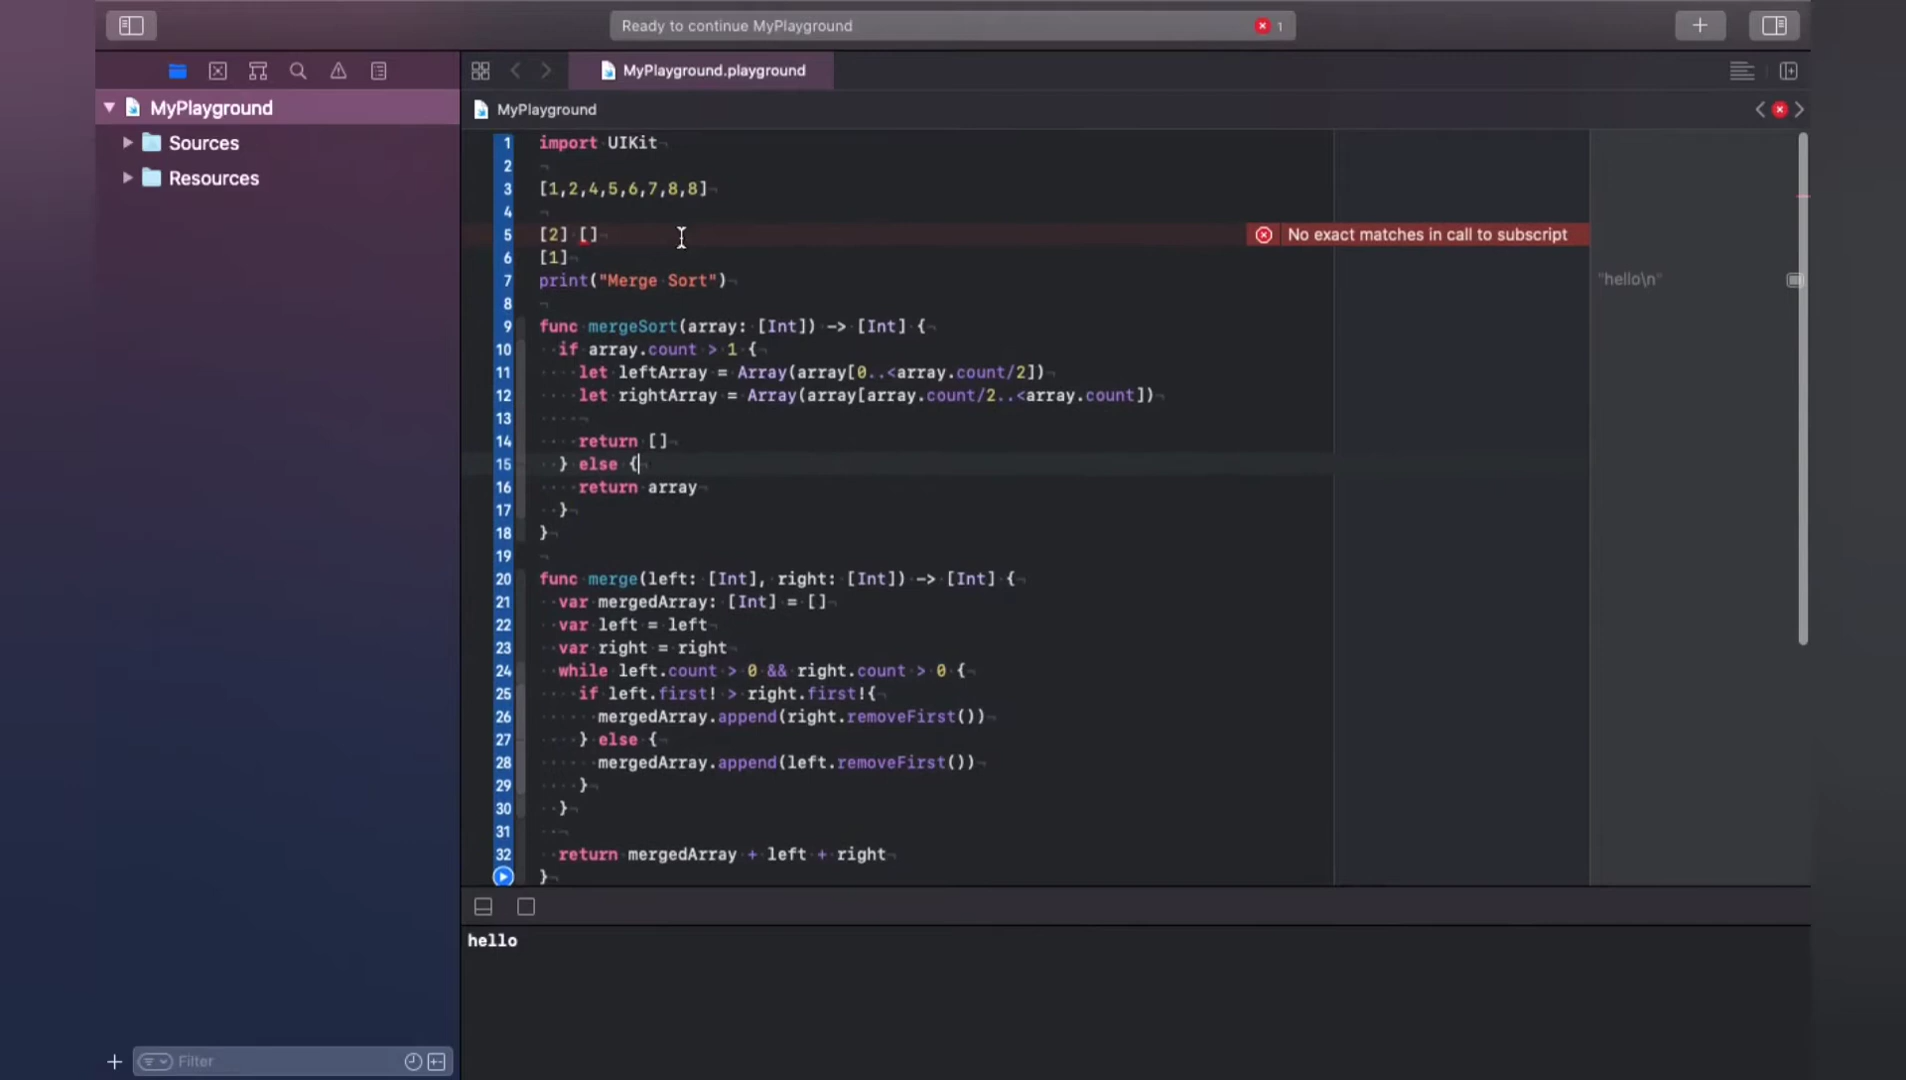 Ready to continue MyPlayground
1
MyPlayground.playground
MyPlayground
Sources
Resources
MyPlayground
1 import UIKit
2
3 [1,2,4,5,6,7,8,8]
4
5 [2] []
No exact matches in call to subscript
6 [1]
7 print("Merge Sort")
"hello\n"
8
9 func mergeSort(array: [Int]) -> [Int] {
10 if array.count > 1 {
11 let leftArray = Array(array[0..<array.count/2])
12 let rightArray = Array(array[array.count/2..<array.count])
13
14 return []
15 } else {
16 return array
17 }
18 }
19
20 func merge(left: [Int], right: [Int]) -> [Int] {
21 var mergedArray: [Int] = []
22 var left = left
23 var right = right
24 while left.count > 0 && right.count > 0 {
25 if left.first! > right.first!{
26 mergedArray.append(right.removeFirst())
27 } else {
28 mergedArray.append(left.removeFirst())
29 }
30 }
31
32 return mergedArray + left + right
}
hello
Filter